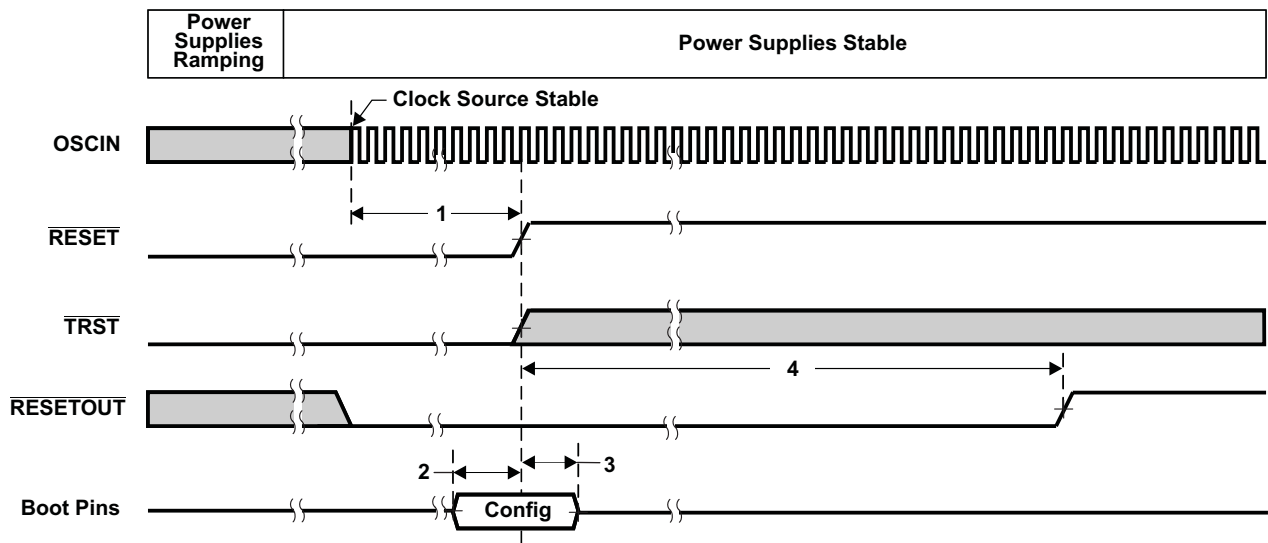 Power
Supplies
Ramping
Power Supplies Stable
Clock Source Stable
OSCIN
1
RESET
TRST
4
RESETOUT
2
3
Boot Pins
Config